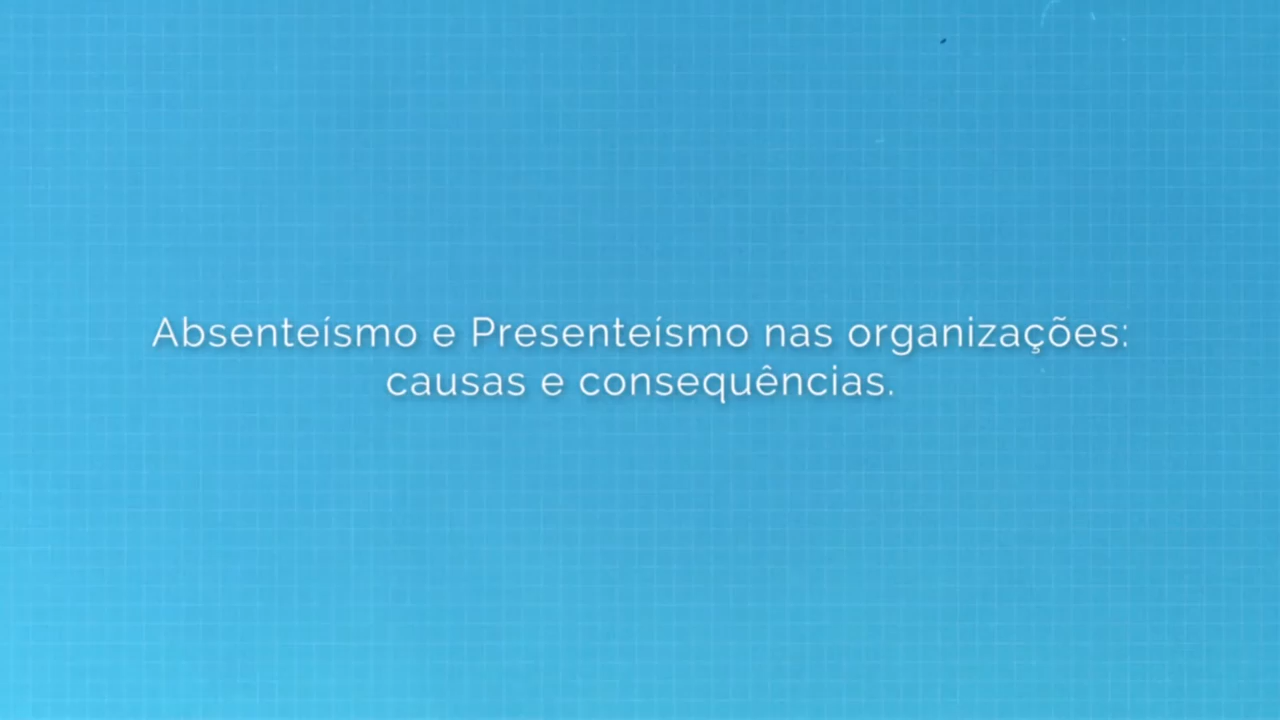 Absenteísmo e Presenteísmo nas organizações:
causas e consequências.